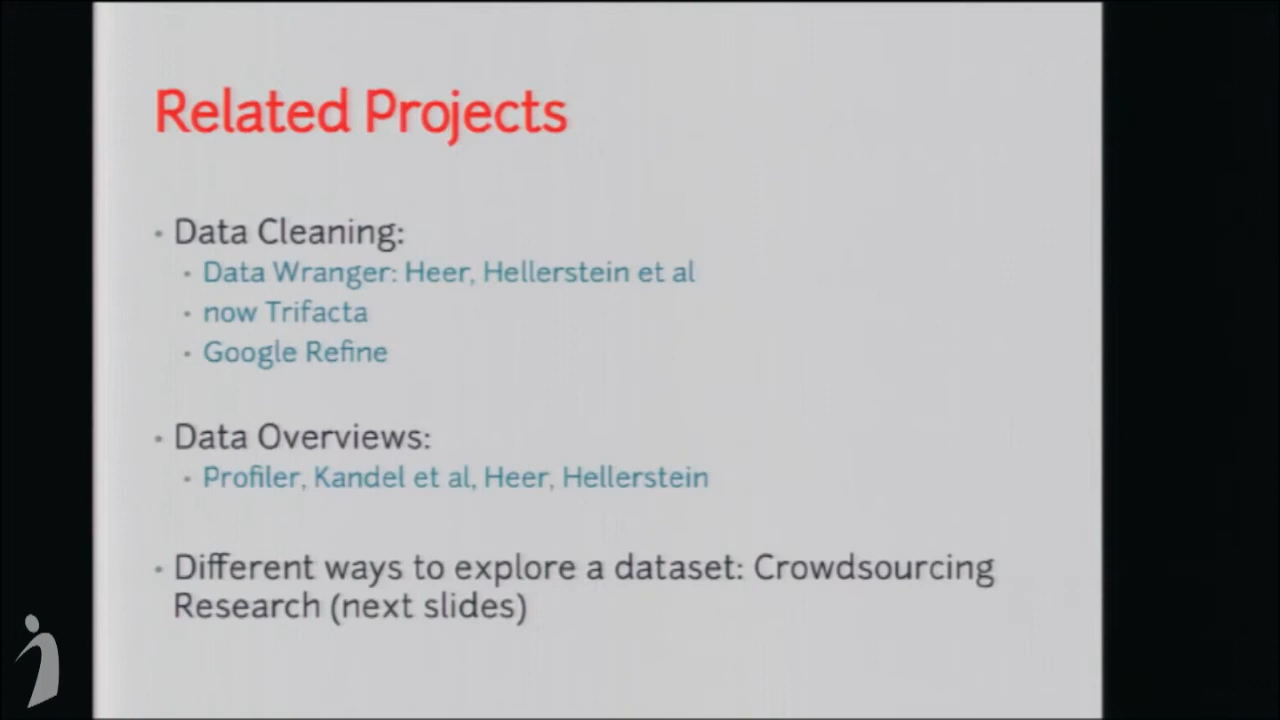 Related Projects
• Data Cleaning:
• Data Wranger: Heer, Hellerstein et al
• now Trifacta
• Google Refine
• Data Overviews:
• Profiler, Kandel et al, Heer, Hellerstein
• Different ways to explore a dataset: Crowdsourcing
Research (next slides)